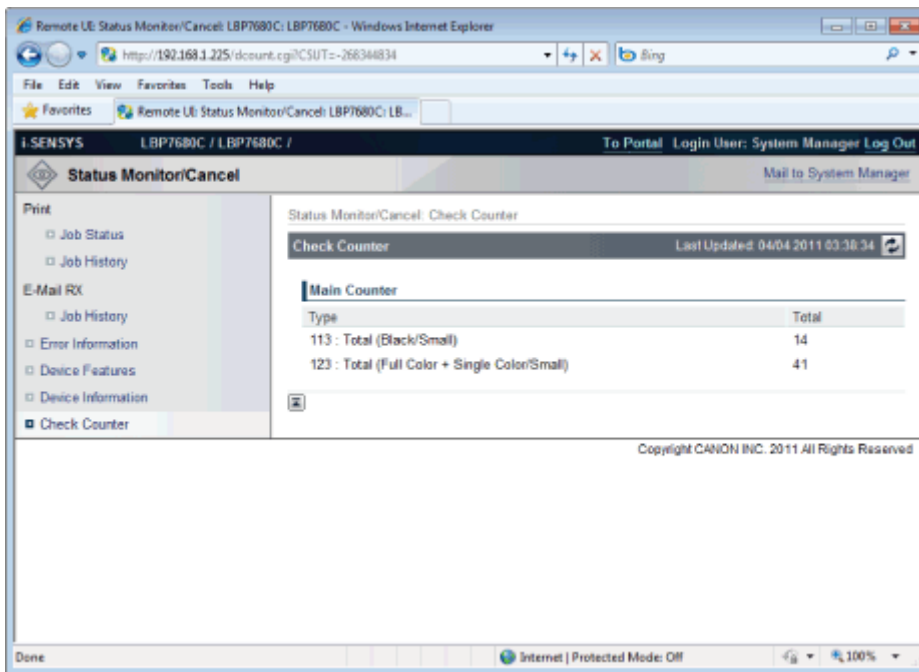 Remote UI: Status Monitor/Cancel: LBP7680C: LBP7680C - Windows Internet Explorer
http://192.168.1.225/dcount.cgi?CSUT=-268344834
Bing
File Edit View Favorites Tools Help
Favorites Remote UI: Status Monitor/Cancel: LBP7680C: LB...
i-SENSYS LBP7680C / LBP7680C / To Portal Login User: System Manager Log Out
Status Monitor/Cancel Mail to System Manager
Print
Job Status
Job History
E-Mail RX
Job History
Error Information
Device Features
Device Information
Check Counter
Status Monitor/Cancel: Check Counter
Check Counter Last Updated: 04/04 2011 03:38:34
Main Counter
Type Total
113 : Total (Black/Small) 14
123 : Total (Full Color + Single Color/Small) 41
Copyright CANON INC. 2011 All Rights Reserved
Done Internet | Protected Mode: Off 100%